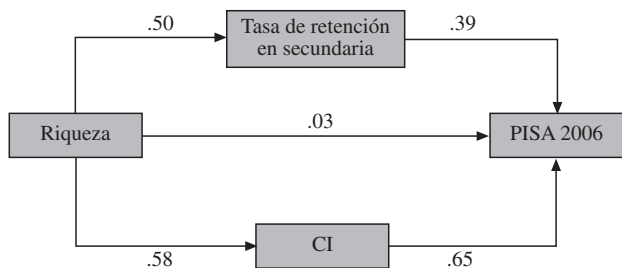 .50
Tasa de retención
en secundaria
.39
Riqueza
.03
PISA 2006
.58
CI
.65